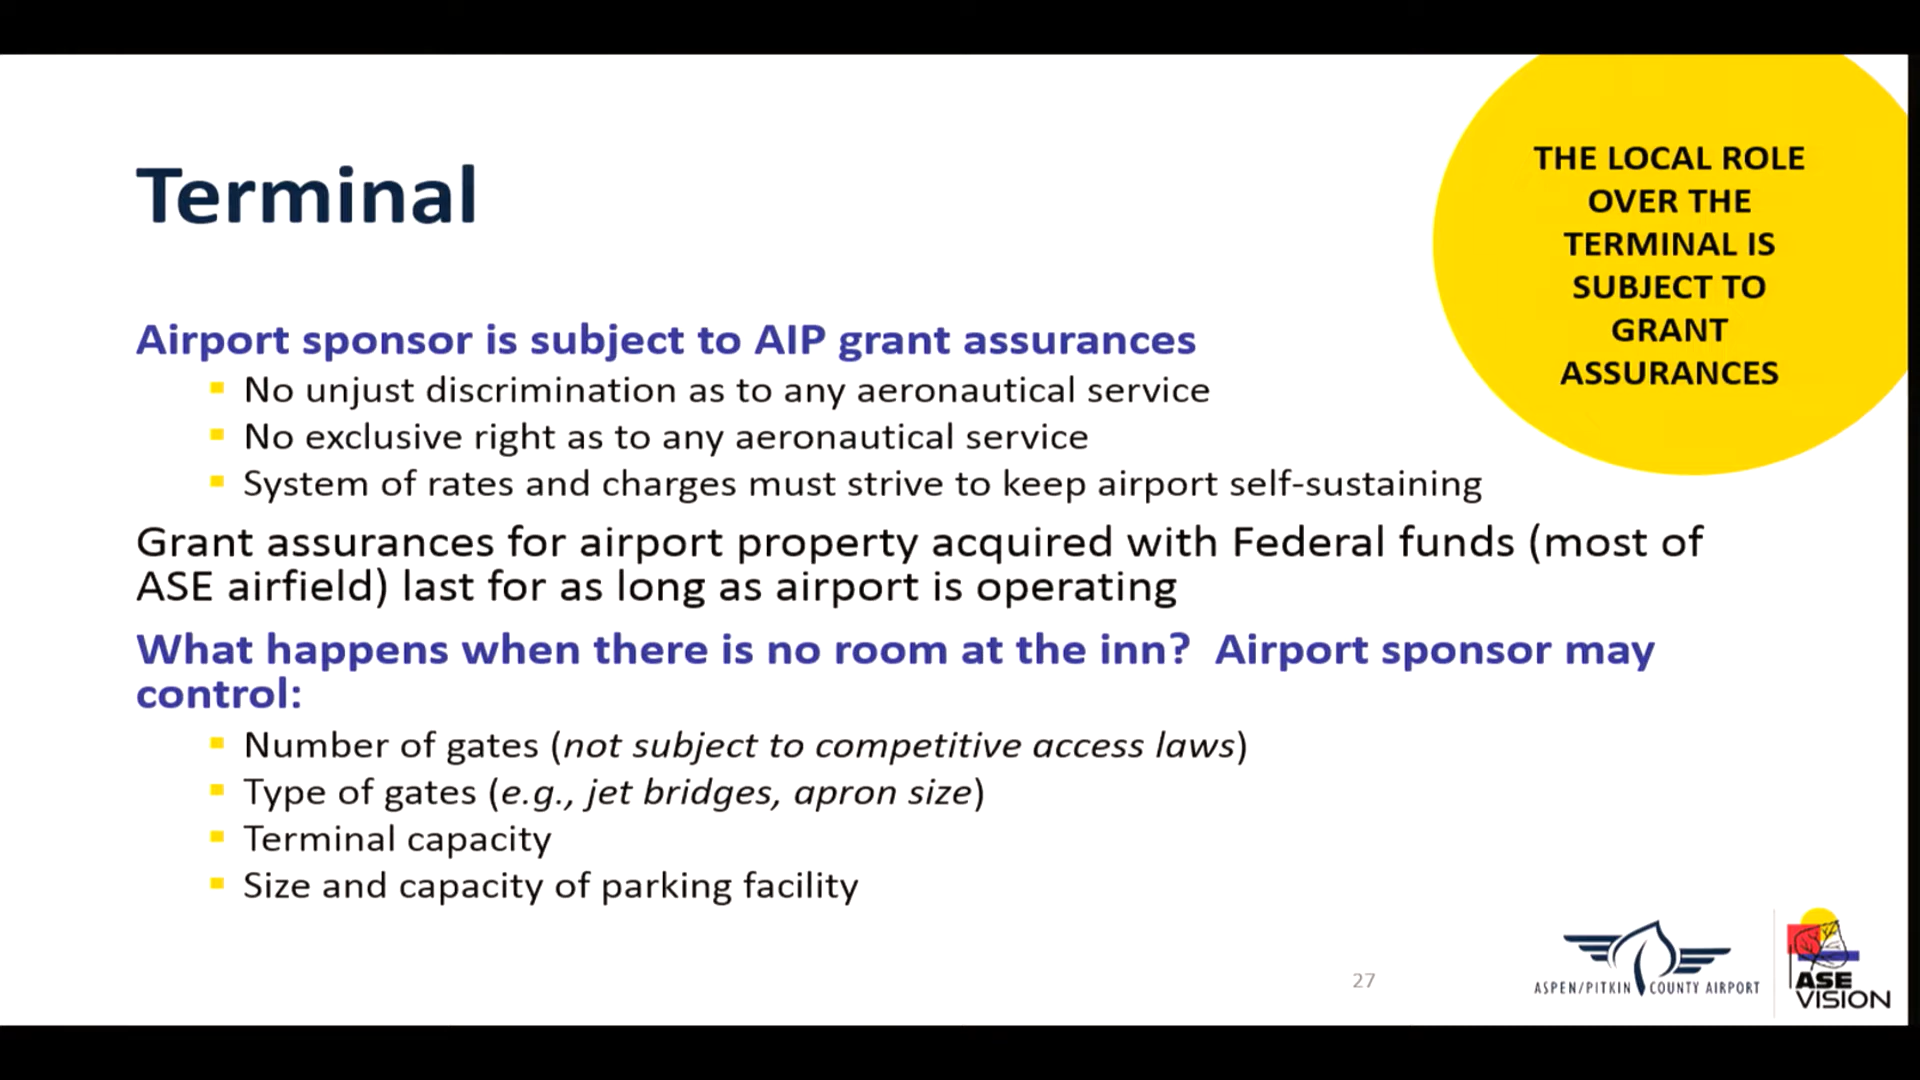 Terminal
THE LOCAL ROLE
OVER THE
TERMINAL IS
SUBJECT TO
GRANT
ASSURANCES
Airport sponsor is subject to AIP grant assurances
No unjust discrimination as to any aeronautical service
No exclusive right as to any aeronautical service
System of rates and charges must strive to keep airport self-sustaining
Grant assurances for airport property acquired with Federal funds (most of
ASE airfield) last for as long as airport is operating
What happens when there is no room at the inn? Airport sponsor may
control:
Number of gates (not subject to competitive access laws)
Type of gates (e.g., jet bridges, apron size)
Terminal capacity
Size and capacity of parking facility
27
ASPEN/PITKIN COUNTY AIRPORT
ASE
VISION